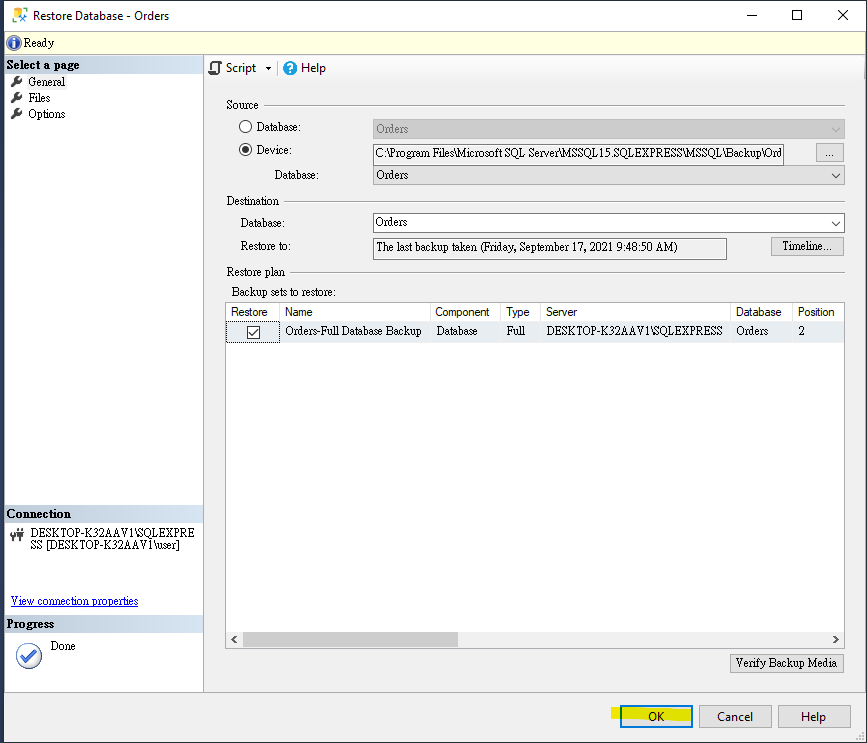 Restore Database - Orders
Ready
Select a page
General
Files
Options
Script
Help
Source
Database:
Orders
Device:
C:\Program Files\Microsoft SQL Server\MSSQL15.SQLEXPRESS\MSSQL\Backup\Ord
...
Database:
Orders
Destination
Database:
Orders
Restore to:
The last backup taken (Friday, September 17, 2021 9:48:50 AM)
Timeline...
Restore plan
Backup sets to restore:
Restore Name Component Type Server Database Position
Orders-Full Database Backup Database Full DESKTOP-K32AAV1\SQLEXPRESS Orders 2
Connection
DESKTOP-K32AAV1\SQLEXPRE
SS [DESKTOP-K32AAV1\user]
View connection properties
Progress
Done
Verify Backup Media
OK
Cancel
Help